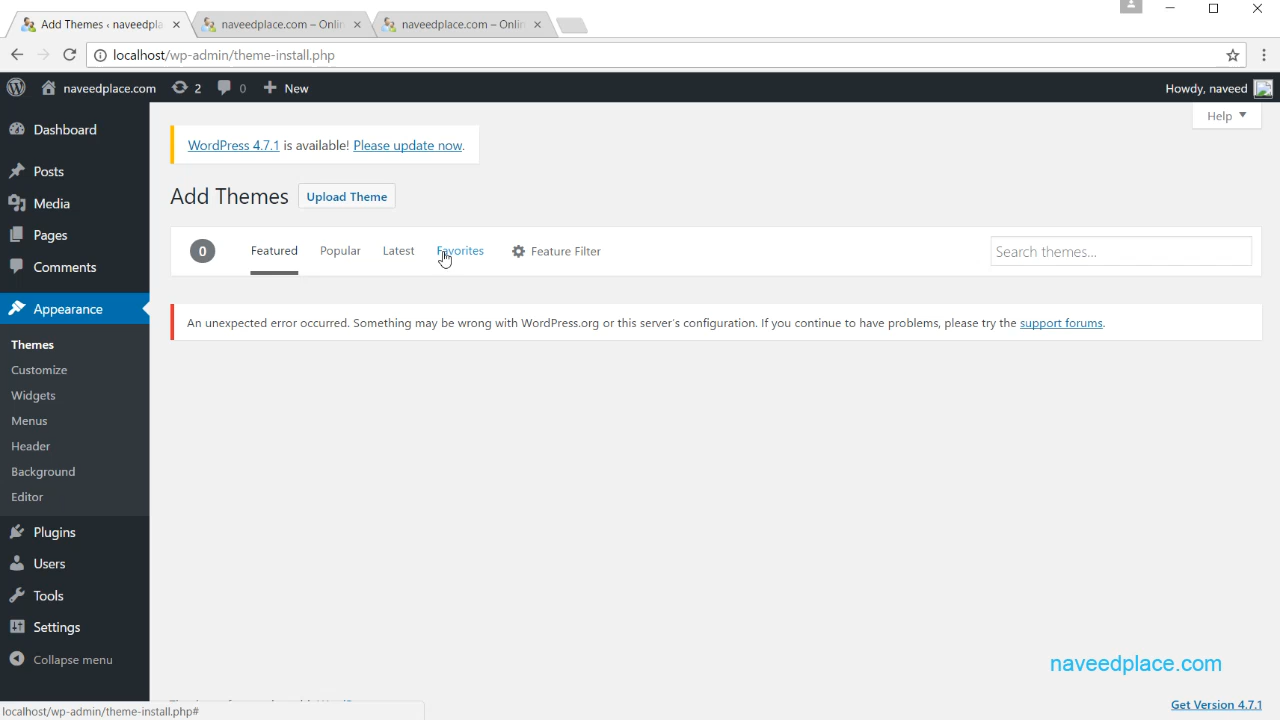 Add Themes ‹ naveedpla
naveedplace.com – Onlin
naveedplace.com – Onlin
localhost/wp-admin/theme-install.php
naveedplace.com
2
0
New
Howdy, naveed
Help
Dashboard
Posts
Media
Pages
Comments
Appearance
Themes
Customize
Widgets
Menus
Header
Background
Editor
Plugins
Users
Tools
Settings
Collapse menu
WordPress 4.7.1 is available! Please update now.
Add Themes Upload Theme
0 Featured Popular Latest Favorites Feature Filter Search themes...
An unexpected error occurred. Something may be wrong with WordPress.org or this server's configuration. If you continue to have problems, please try the support forums.
naveedplace.com
Get Version 4.7.1
localhost/wp-admin/theme-install.php#